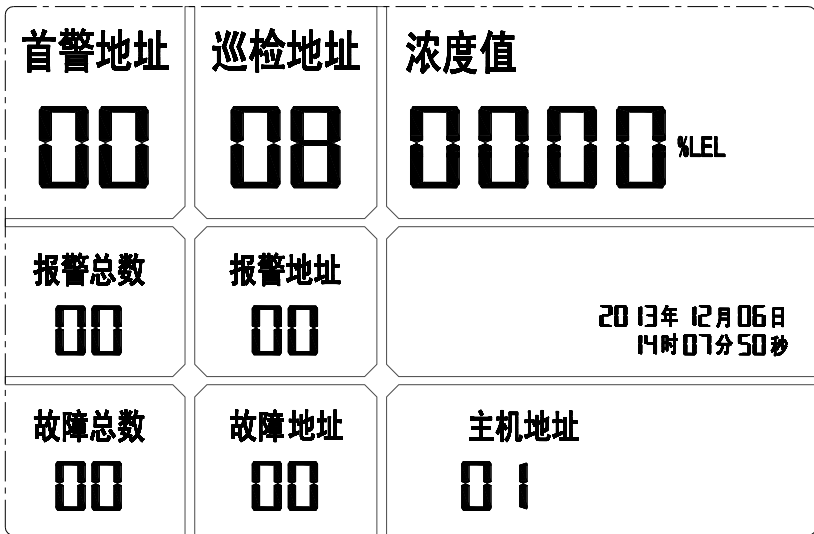 首警地址
00
巡检地址
08
浓度值
0000 %LEL
报警总数
00
报警地址
00
2013年12月06日
14时07分50秒
故障总数
00
故障地址
00
主机地址
01